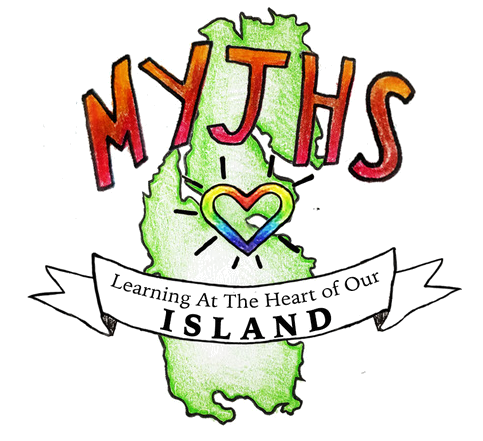 MYJHS
Learning At The Heart of Our
ISLAND